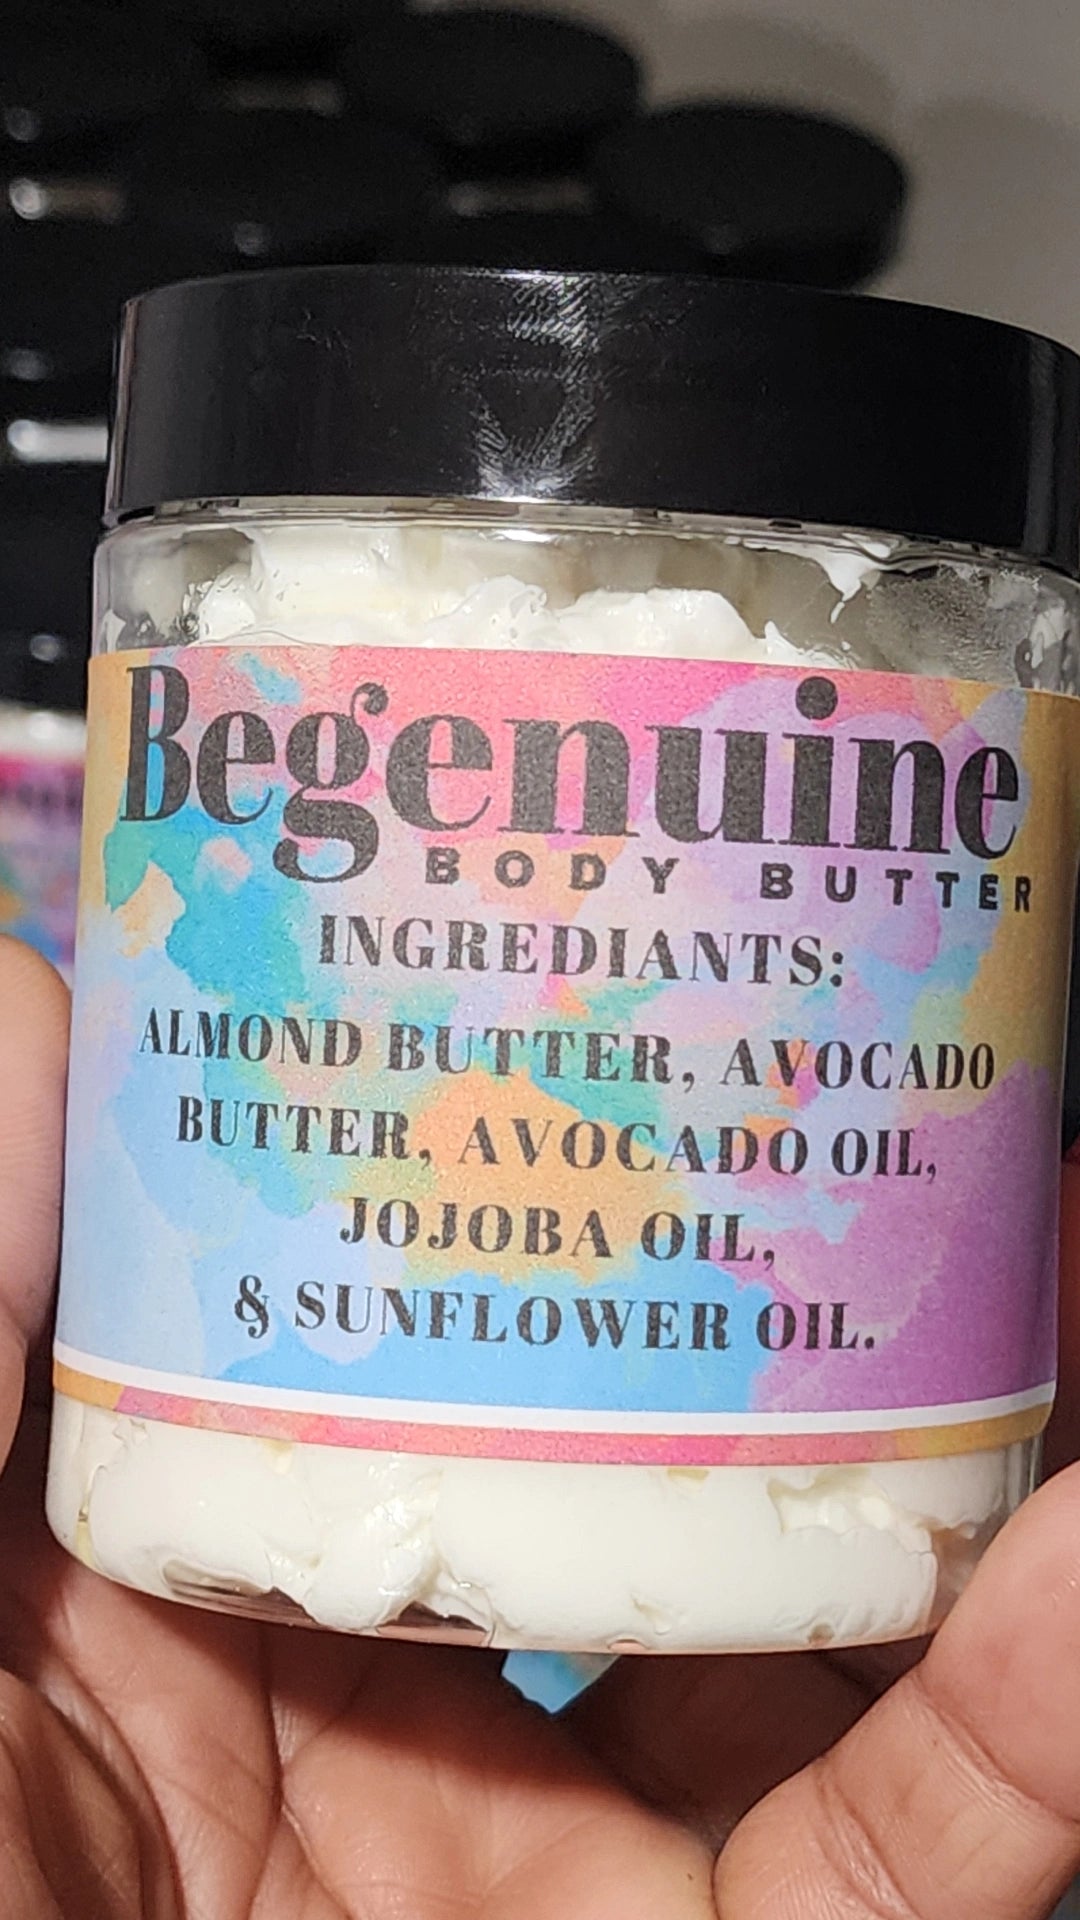 Begenuine
BODY BUTTER
INGREDIANTS:
ALMOND BUTTER, AVOCADO
BUTTER, AVOCADO OIL,
JOJOBA OIL,
& SUNFLOWER OIL.